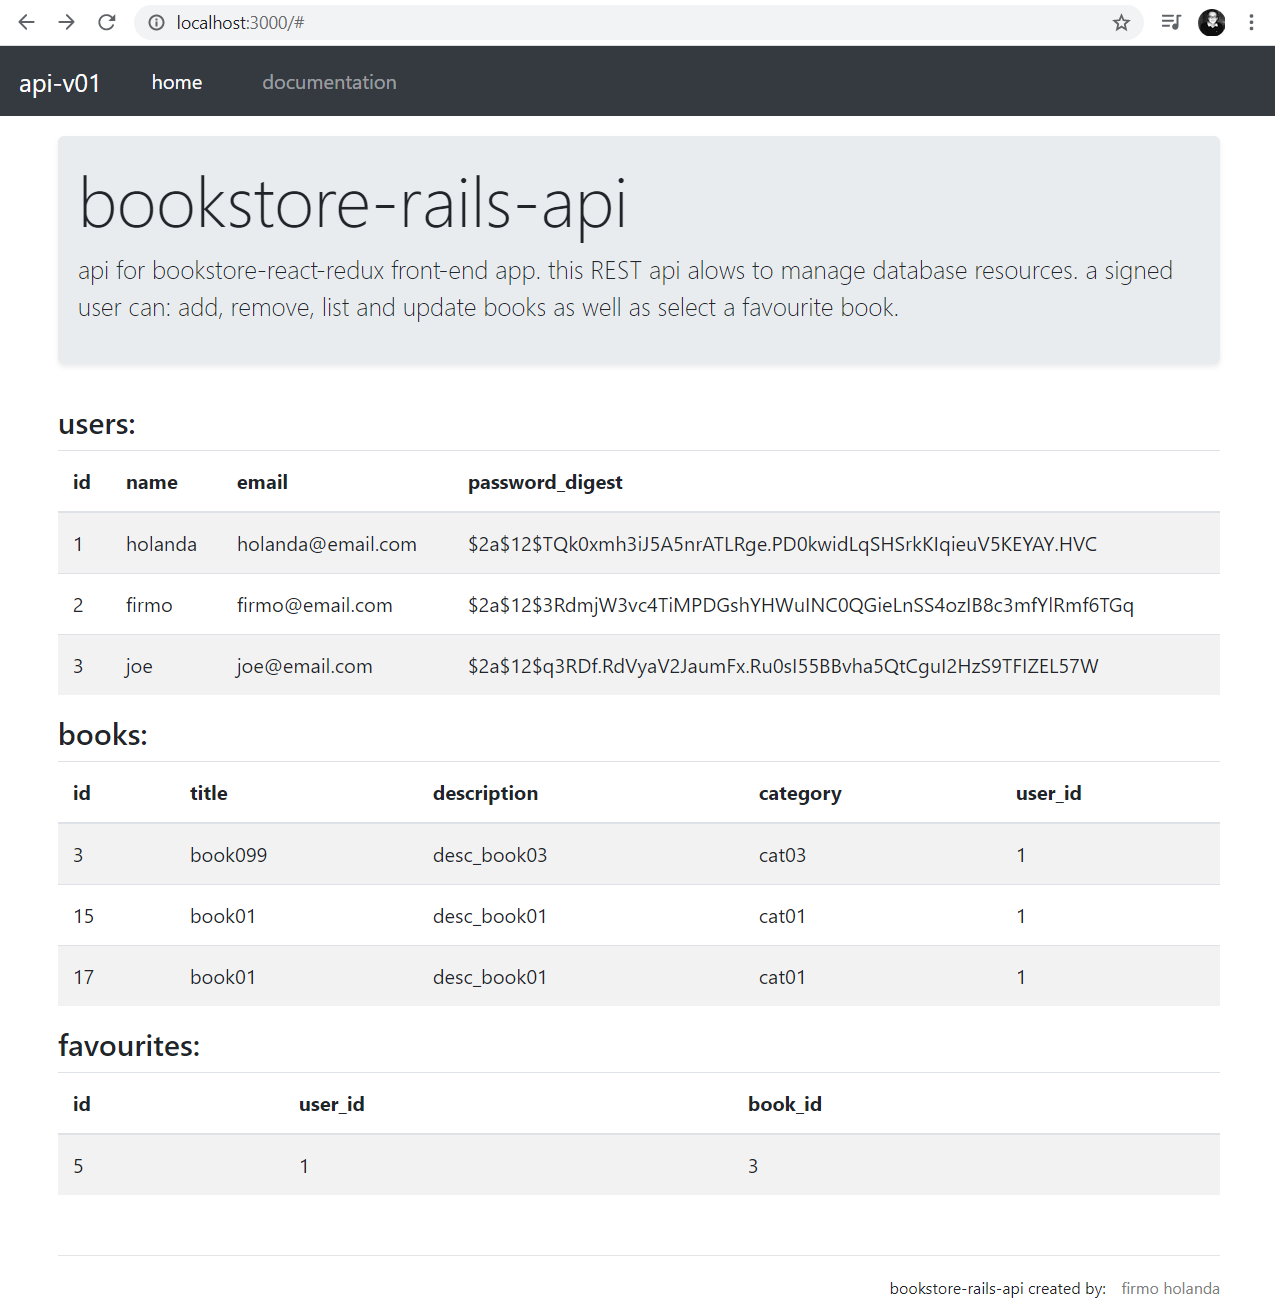 localhost:3000/#
api-v01 home documentation
bookstore-rails-api
api for bookstore-react-redux front-end app. this REST api alows to manage database resources. a signed
user can: add, remove, list and update books as well as select a favourite book.
users:
id name email password_digest
1 holanda holanda@email.com $2a$12$TQk0xmh3iJ5A5nrATLRge.PD0kwidLqSHSrkKIqieuV5KEYAY.HVC
2 firmo firmo@email.com $2a$12$3RdmjW3vc4TiMPDGshYHWuINC0QGieLnSS4ozIB8c3mfYlRmf6TGq
3 joe joe@email.com $2a$12$q3RDf.RdVyaV2JaumFx.Ru0sI55BBvha5QtCguI2HzS9TFIZEL57W
books:
id title description category user_id
3 book099 desc_book03 cat03 1
15 book01 desc_book01 cat01 1
17 book01 desc_book01 cat01 1
favourites:
id user_id book_id
5 1 3
bookstore-rails-api created by: firmo holanda